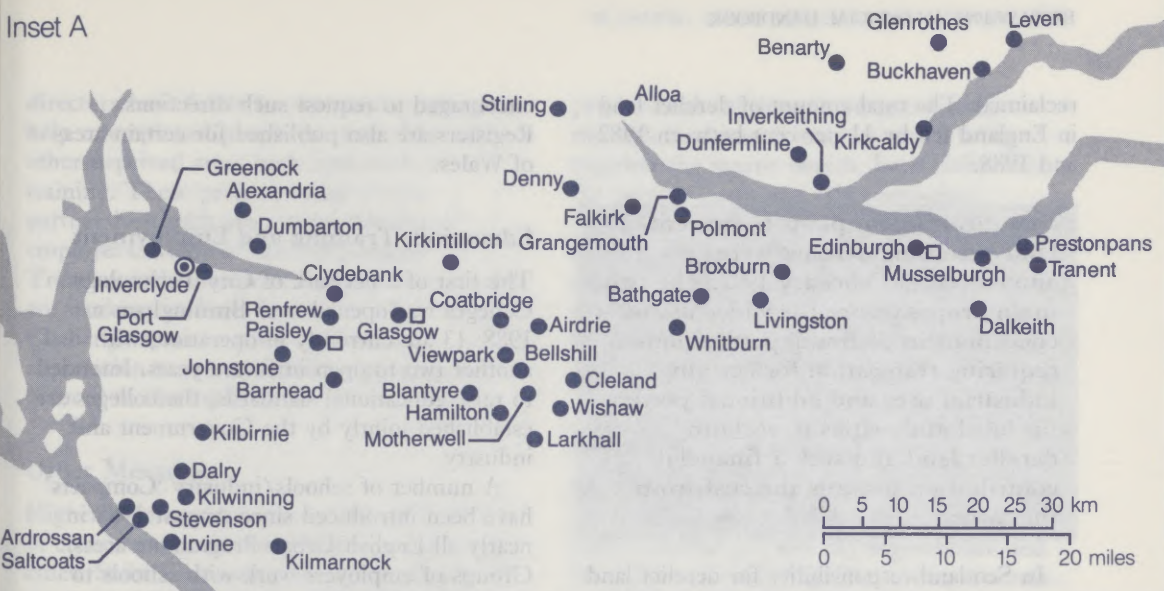 Inset A
Glenrothes
Leven
Benarty
Buckhaven
Stirling
Alloa
Inverkeithing
Dunfermline
Kirkcaldy
Greenock
Alexandria
Denny
Dumbarton
Falkirk
Polmont
Kirkintilloch
Grangemouth
Edinburgh
Prestonpans
Inverclyde
Clydebank
Broxburn
Musselburgh
Tranent
Port
Glasgow
Renfrew
Coatbridge
Bathgate
Livingston
Paisley
Glasgow
Airdrie
Whitburn
Dalkeith
Johnstone
Viewpark
Bellshill
Barrhead
Blantyre
Cleland
Hamilton
Wishaw
Kilbirnie
Motherwell
Larkhall
Dalry
Kilwinning
Stevenson
Ardrossan
Irvine
Saltcoats
Kilmarnock
0 5 10 15 20 25 30 km
0 5 10 15 20 miles